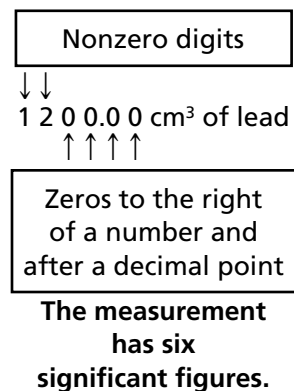 Nonzero digits
↓ ↓
1 2 0 0.0 0 cm³ of lead
↑ ↑ ↑ ↑
Zeros to the right
of a number and
after a decimal point
The measurement
has six
significant figures.